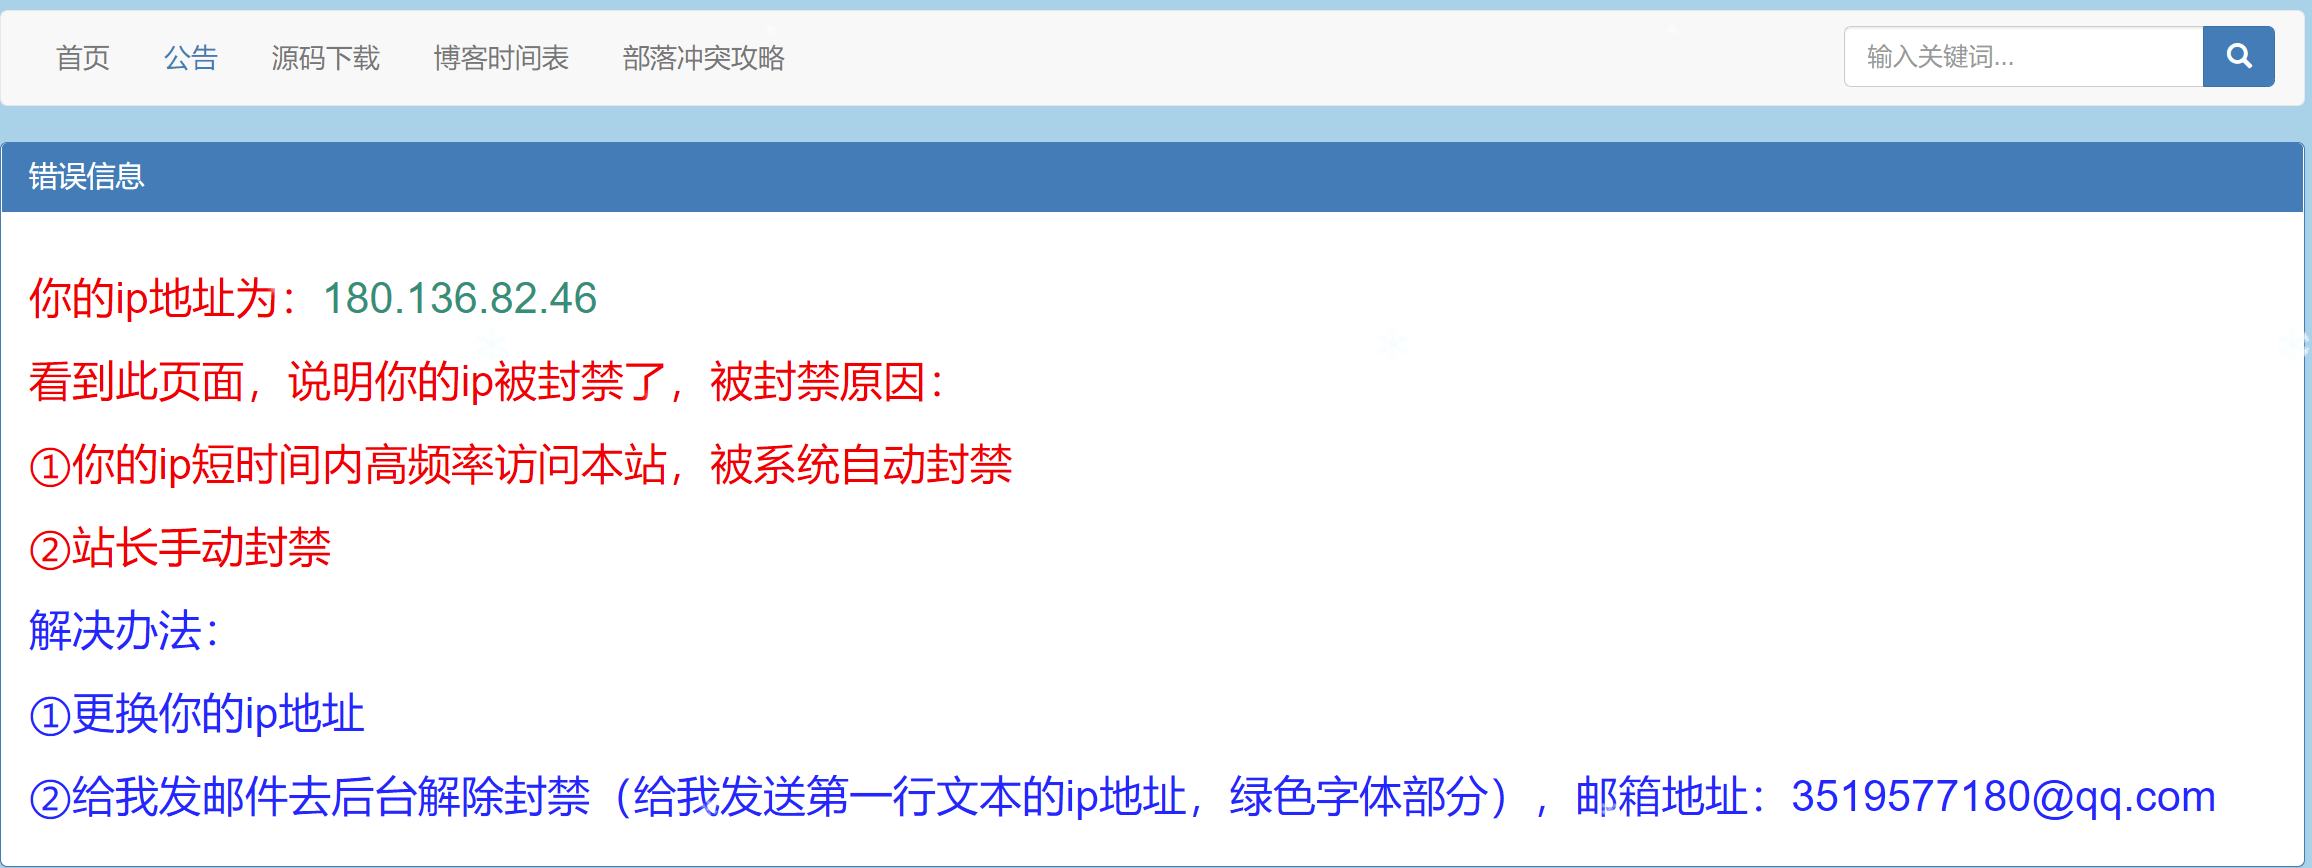 首页 公告 源码下载 博客时间表 部落冲突攻略 输入关键词...
错误信息
你的ip地址为：180.136.82.46
看到此页面，说明你的ip被封禁了，被封禁原因：
①你的ip短时间内高频率访问本站，被系统自动封禁
②站长手动封禁
解决办法：
①更换你的ip地址
②给我发邮件去后台解除封禁（给我发送第一行文本的ip地址，绿色字体部分），邮箱地址：3519577180@qq.com